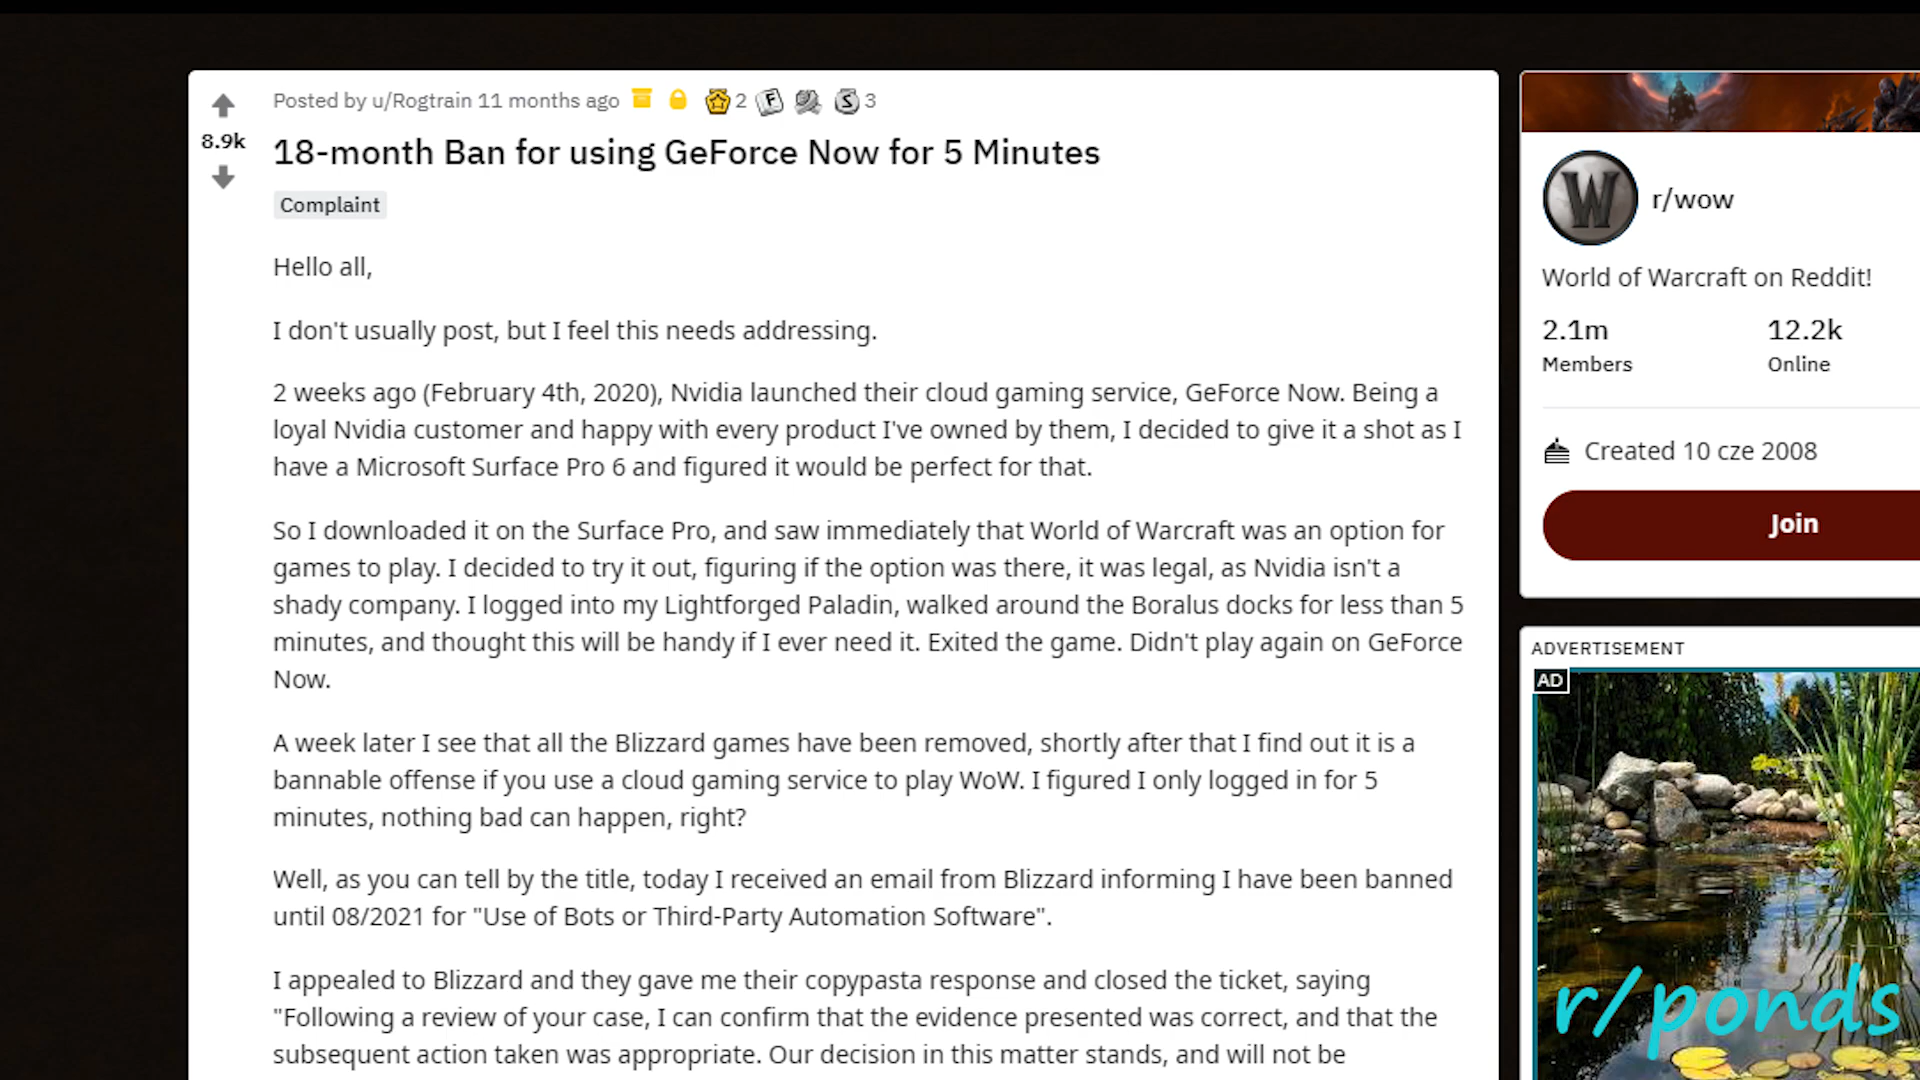 Posted by u/Rogtrain 11 months ago 2 F S 3
8.9k
18-month Ban for using GeForce Now for 5 Minutes
Complaint
Hello all,
I don't usually post, but I feel this needs addressing.
2 weeks ago (February 4th, 2020), Nvidia launched their cloud gaming service, GeForce Now. Being a
loyal Nvidia customer and happy with every product I've owned by them, I decided to give it a shot as I
have a Microsoft Surface Pro 6 and figured it would be perfect for that.
So I downloaded it on the Surface Pro, and saw immediately that World of Warcraft was an option for
games to play. I decided to try it out, figuring if the option was there, it was legal, as Nvidia isn't a
shady company. I logged into my Lightforged Paladin, walked around the Boralus docks for less than 5
minutes, and thought this will be handy if I ever need it. Exited the game. Didn't play again on GeForce
Now.
A week later I see that all the Blizzard games have been removed, shortly after that I find out it is a
bannable offense if you use a cloud gaming service to play WoW. I figured I only logged in for 5
minutes, nothing bad can happen, right?
Well, as you can tell by the title, today I received an email from Blizzard informing I have been banned
until 08/2021 for "Use of Bots or Third-Party Automation Software".
I appealed to Blizzard and they gave me their copypasta response and closed the ticket, saying
"Following a review of your case, I can confirm that the evidence presented was correct, and that the
subsequent action taken was appropriate. Our decision in this matter stands, and will not be
W
r/wow
World of Warcraft on Reddit!
2.1m 12.2k
Members Online
Created 10 cze 2008
Join
ADVERTISEMENT
AD
r/ponds